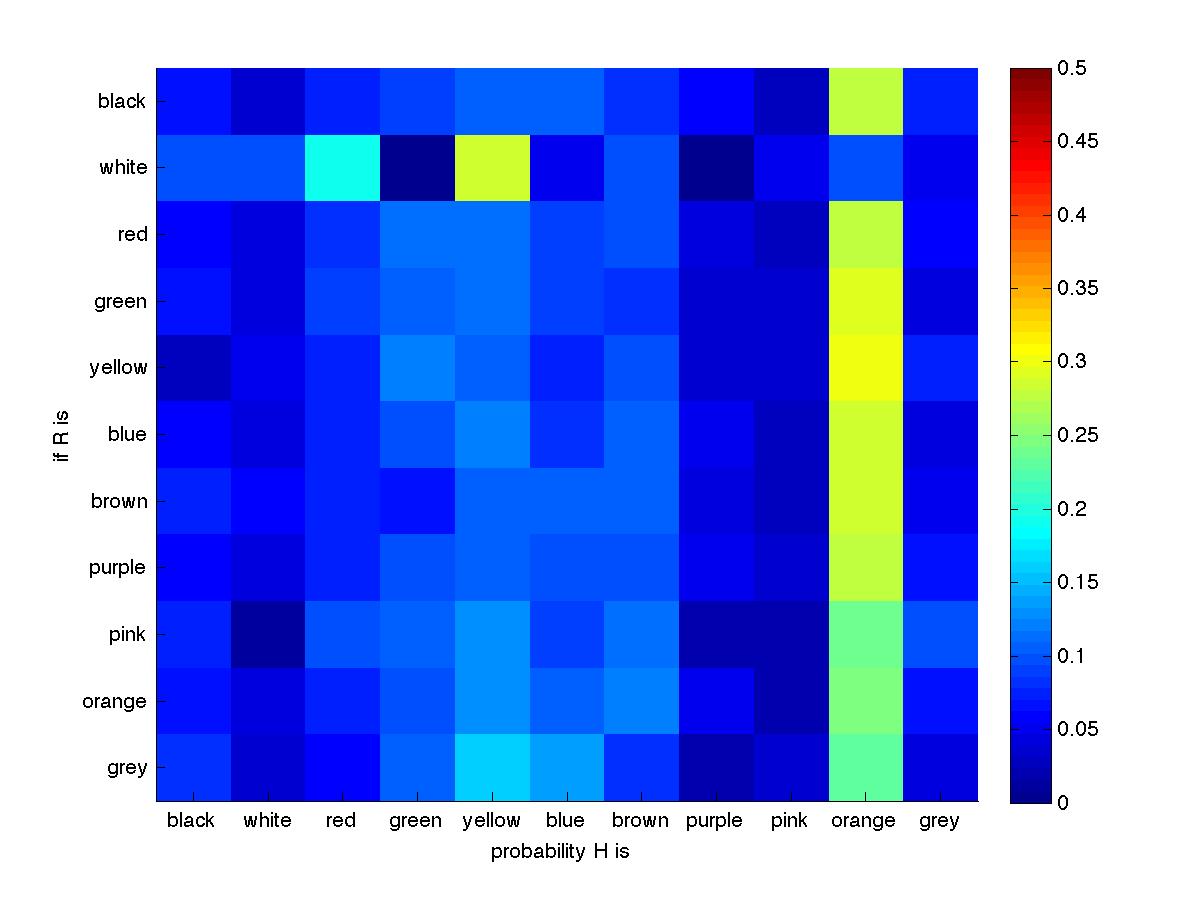 black
white
red
green
yellow
blue
brown
purple
pink
orange
grey
if R is
black white red green yellow blue brown purple pink orange grey
probability H is
0.5
0.45
0.4
0.35
0.3
0.25
0.2
0.15
0.1
0.05
0